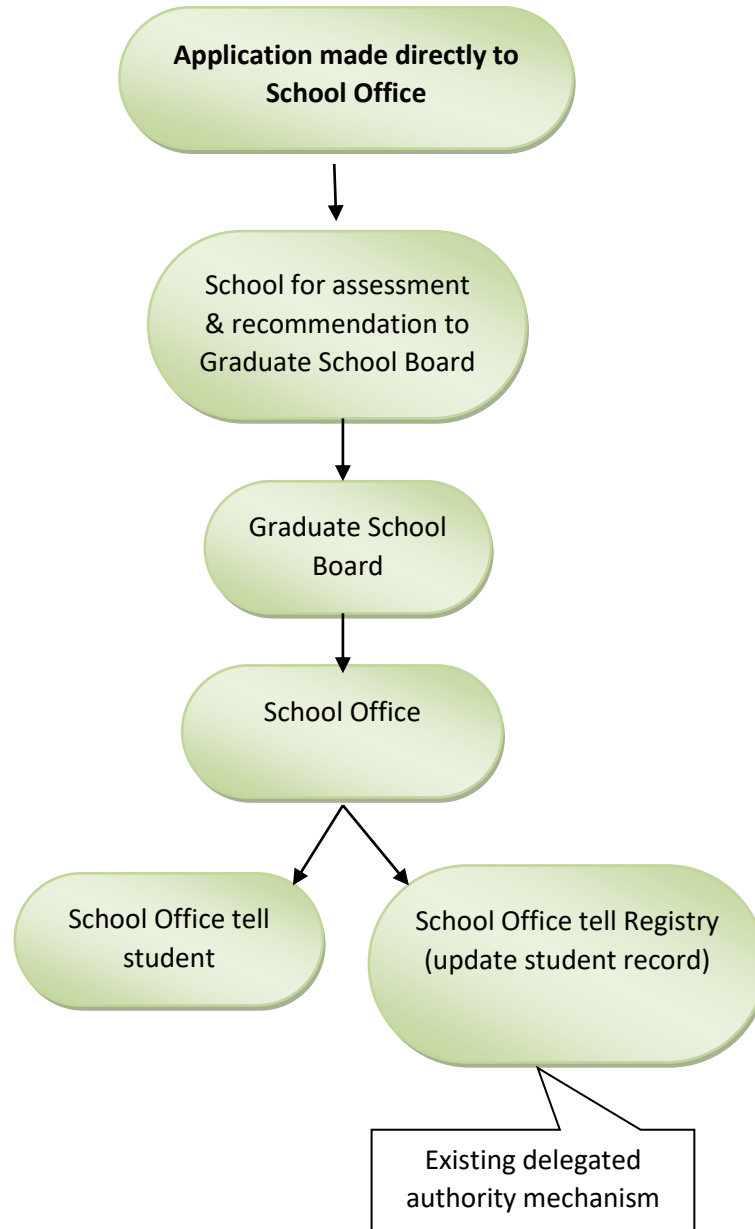 Application made directly to
School Office
School for assessment
& recommendation to
Graduate School Board
Graduate School
Board
School Office
School Office tell
student
School Office tell Registry
(update student record)
Existing delegated
authority mechanism